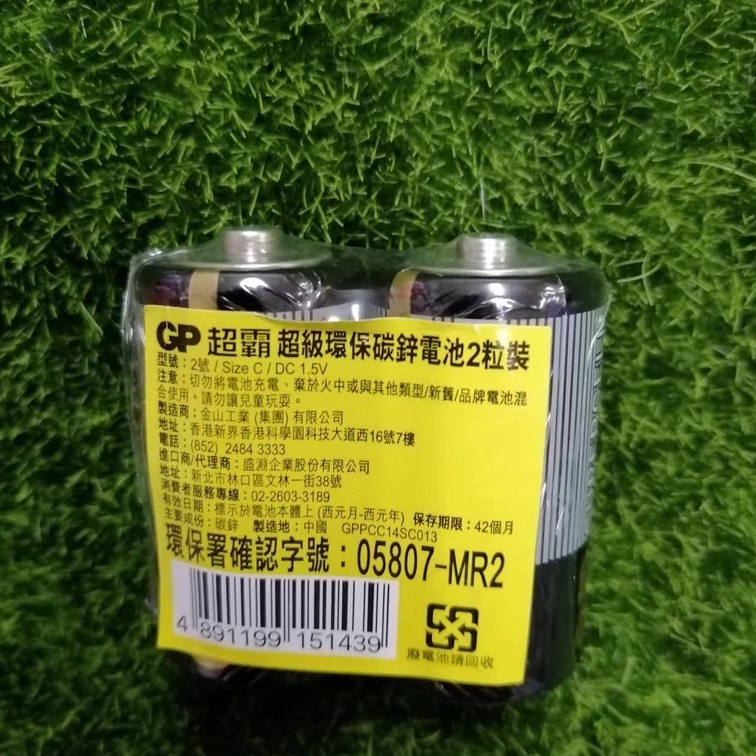 GP 超霸 超級環保碳鋅電池2粒裝
型號：2號 / Size C / DC 1.5V
注意：切勿將電池充電、棄於火中或與其他類型/新舊/品牌電池混
合使用。請勿讓兒童玩耍。
製造商：金山工業 (集團) 有限公司
地址：香港新界香港科學園科技大道西16號7樓
電話：(852) 2484 3333
進口商/代理商：盛淵企業股份有限公司
地址：新北市林口區文林一街38號
消費者服務專線：02-2603-3189
有效日期：標示於電池本體上 (西元月-西元年) 保存期限：42個月
主要成份：碳鋅 製造地：中國 GPPCC14SC013
環保署確認字號：05807-MR2
4 891199 151439
廢電池請回收